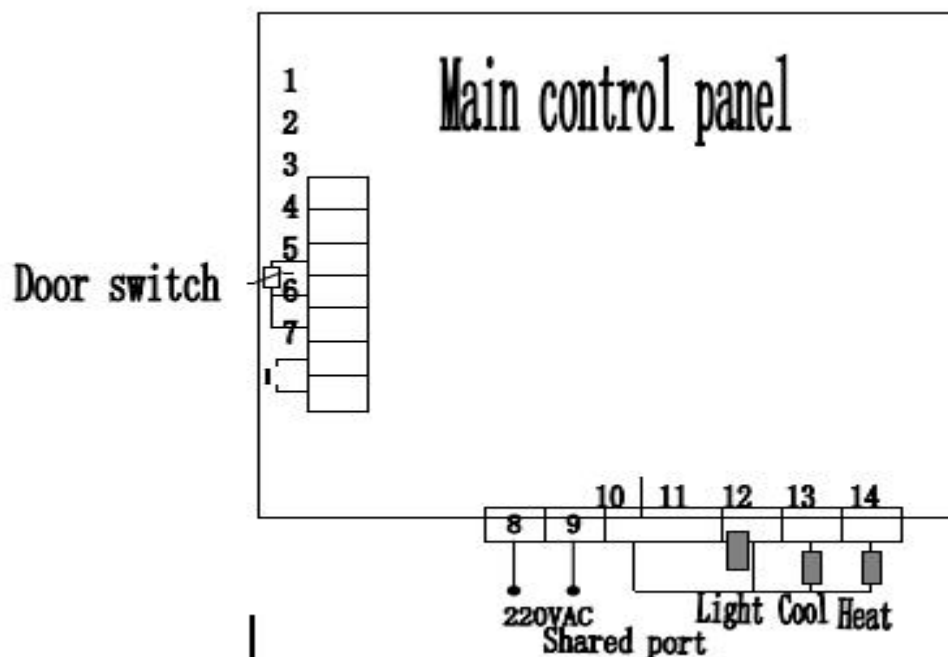 Main control panel
1
2
3
4
5
6
7
Door switch
10 11 12 13 14
8 9
220VAC
Light Cool Heat
Shared port